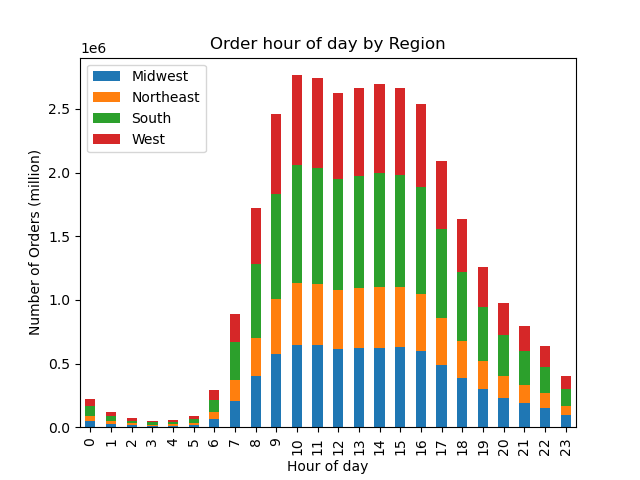 Order hour of day by Region
1e6
Midwest
Northeast
South
West
2.5
2.0
1.5
1.0
0.5
0.0
Number of Orders (million)
0 1 2 3 4 5 6 7 8 9 10 11 12 13 14 15 16 17 18 19 20 21 22 23
Hour of day